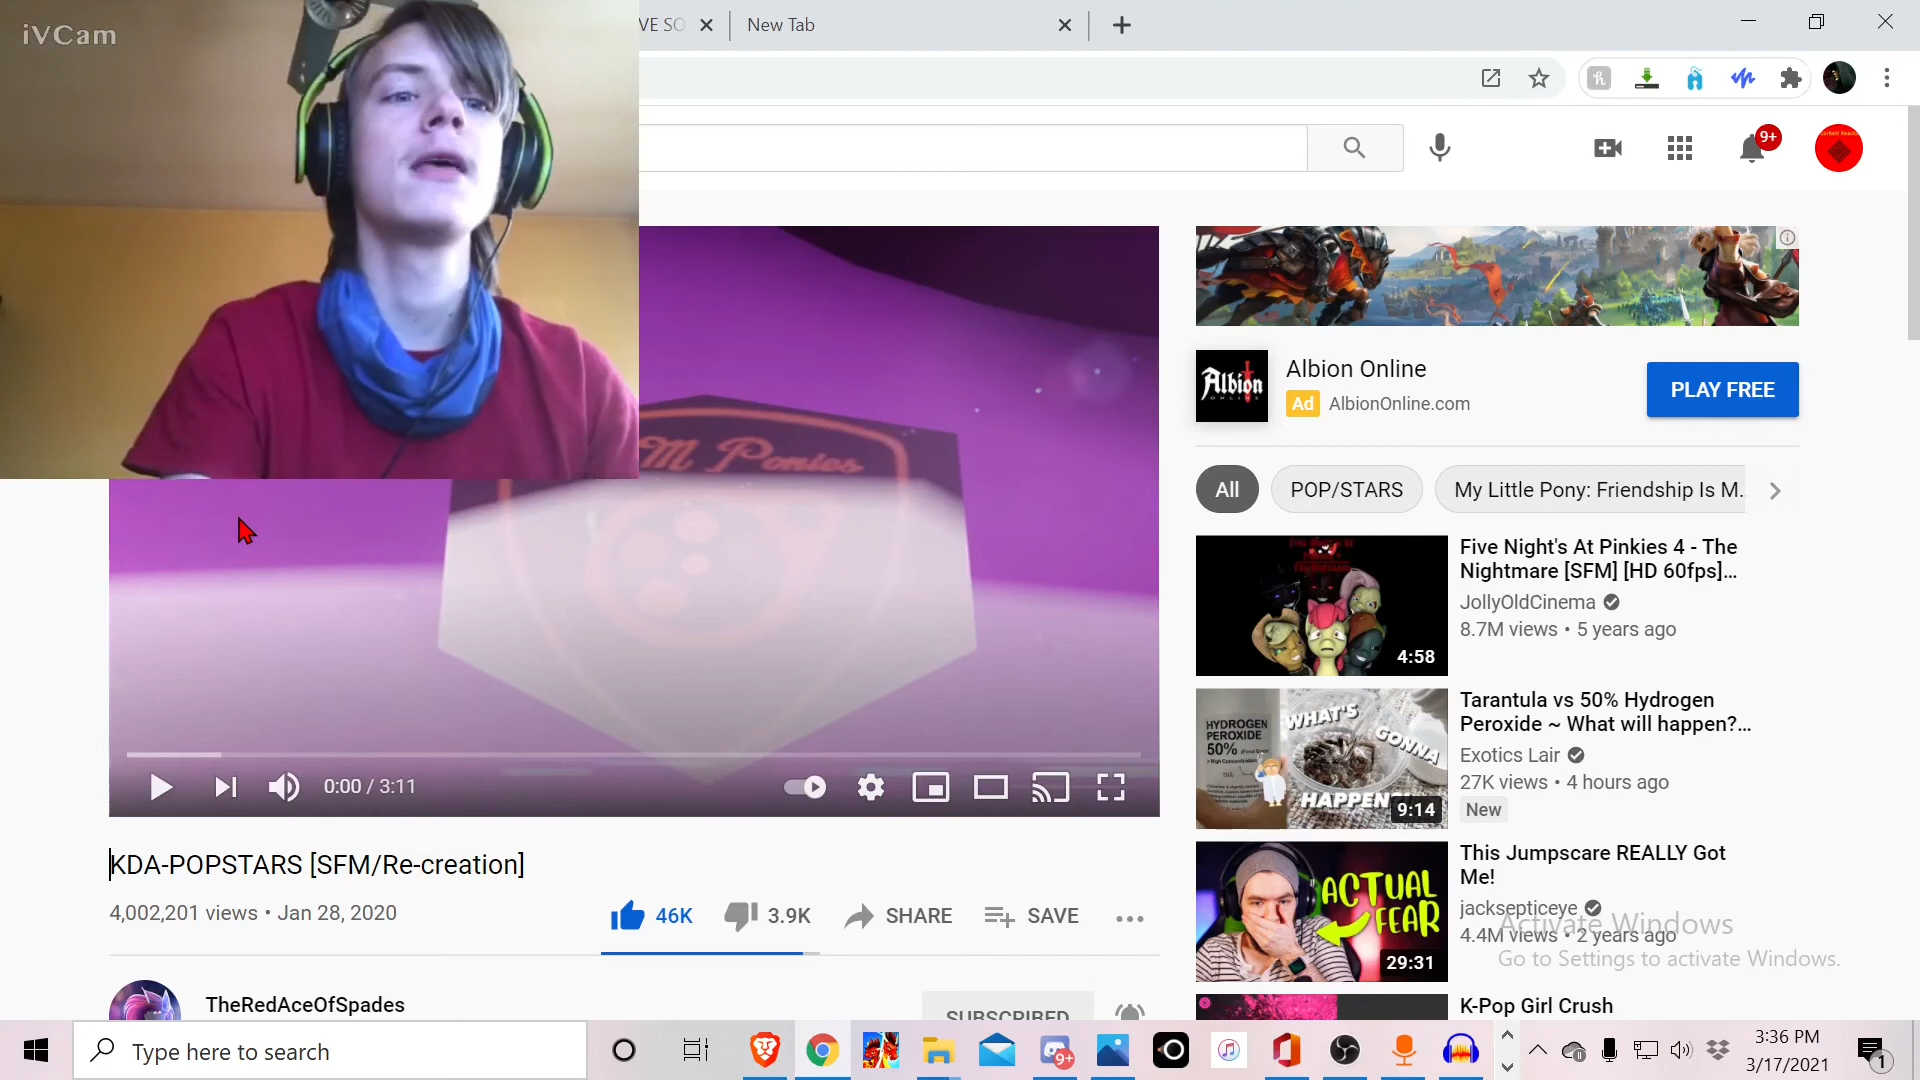 iVCam
VE SO
New Tab
9+
M Ponies
Albion Online
Albion
ONLINE
Ad AlbionOnline.com
PLAY FREE
All
POP/STARS
My Little Pony: Friendship Is M..
Five Night's At Pinkies 4 - The
Nightmare [SFM] [HD 60fps]...
JollyOldCinema
8.7M views • 5 years ago
4:58
Tarantula vs 50% Hydrogen
Peroxide ~ What will happen?...
Exotics Lair
27K views • 4 hours ago
New
HYDROGEN
PEROXIDE
50%
WHAT'S
GONNA
HAPPEN
9:14
0:00 / 3:11
KDA-POPSTARS [SFM/Re-creation]
4,002,201 views • Jan 28, 2020
46K
3.9K
SHARE
SAVE
This Jumpscare REALLY Got
Me!
jacksepticeye
4.4M views • 2 years ago
ACTUAL
FEAR
29:31
Activate Windows
Go to Settings to activate Windows.
TheRedAceOfSpades
SUBSCRIBED
K-Pop Girl Crush
Type here to search
9+
3:36 PM
3/17/2021
1